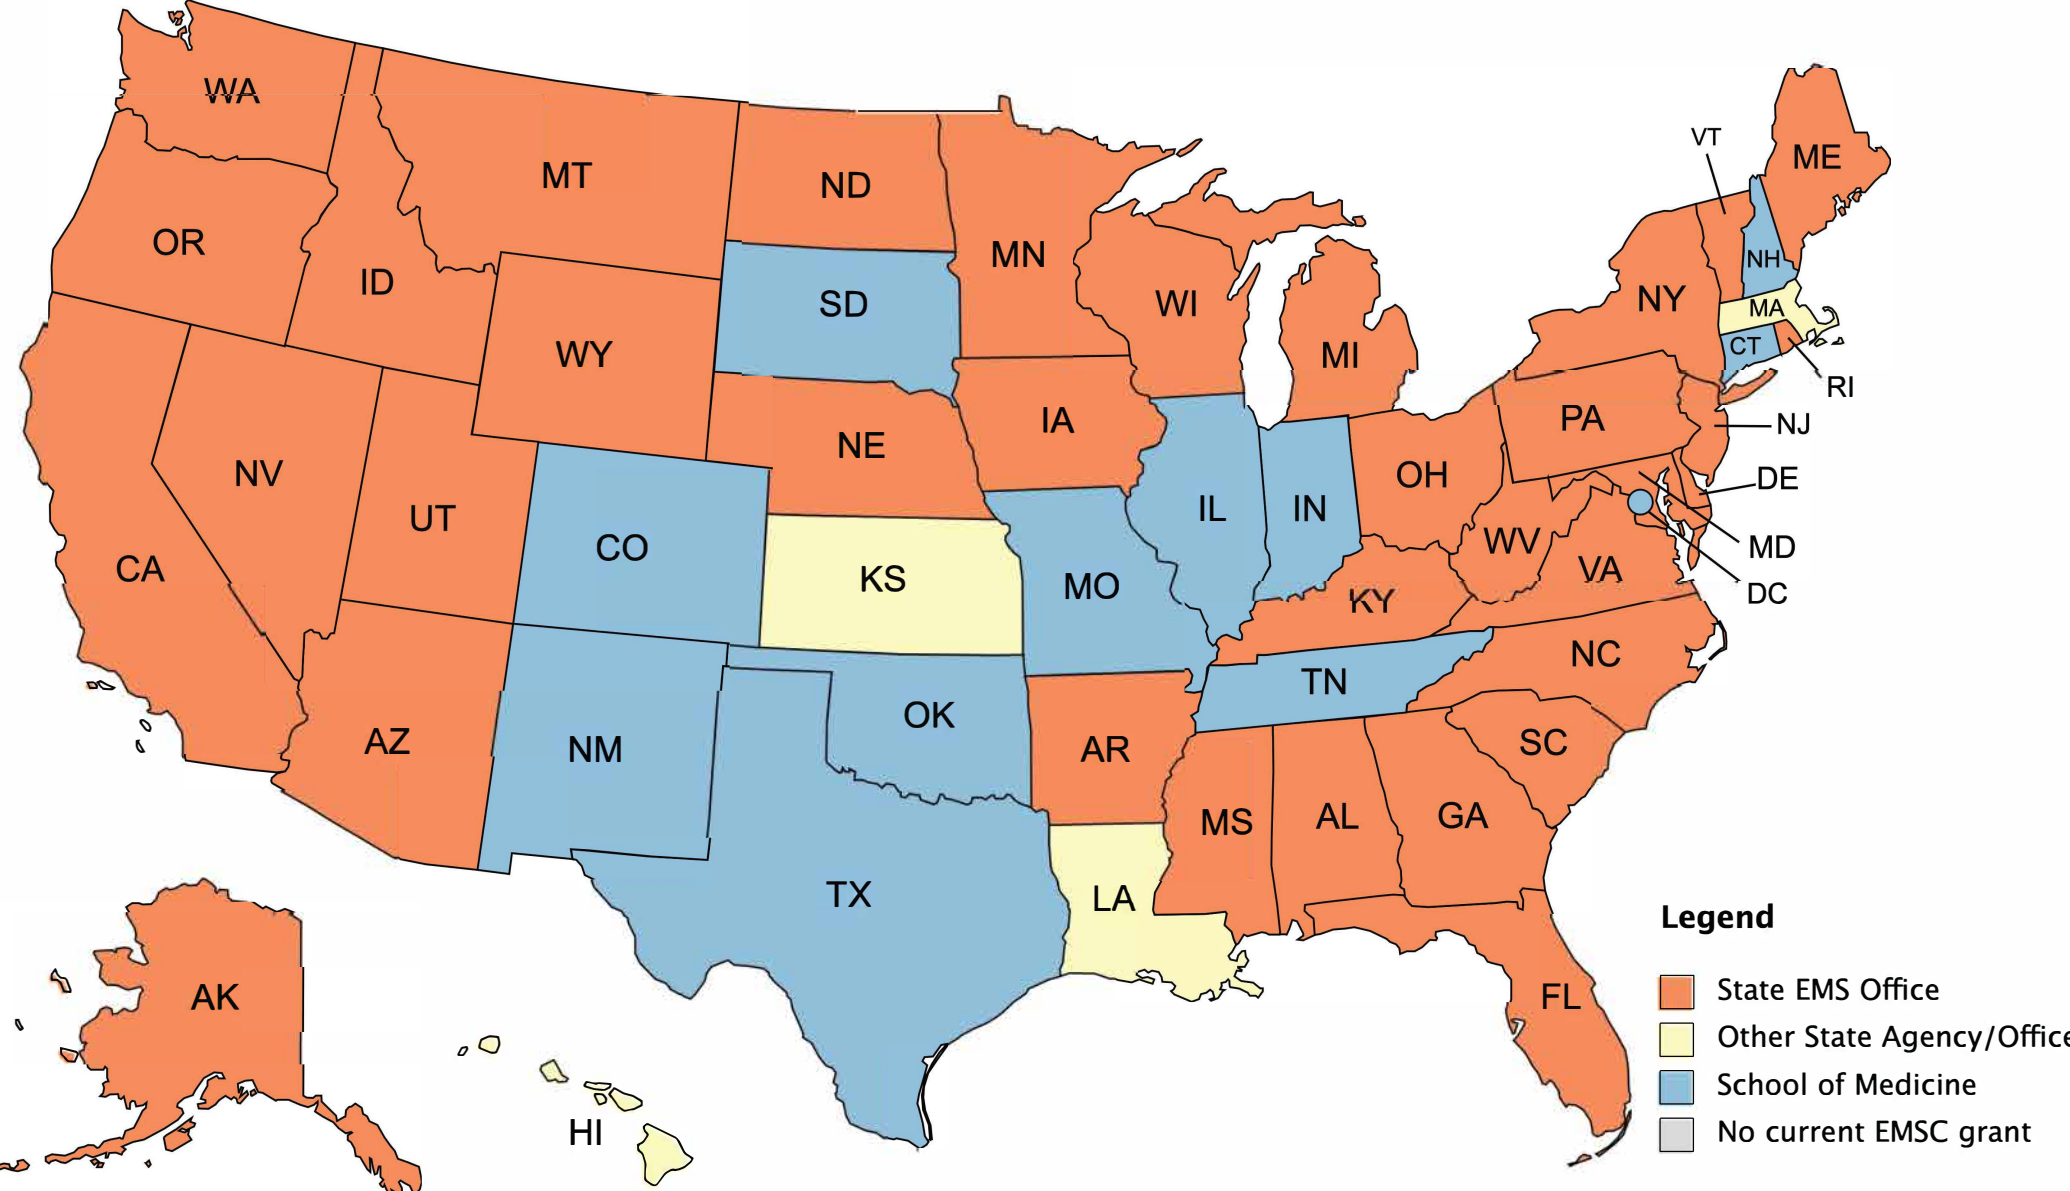 WA
VT
ME
MT
ND
OR
MN
NH
ID
SD
WI
NY
MA
WY
MI
CT
RI
IA
PA
NJ
NE
NV
OH
DE
UT
IL
IN
CO
WV
MD
CA
KS
MO
VA
DC
KY
NC
TN
OK
AZ
NM
AR
SC
MS
AL
GA
TX
LA
Legend
AK
FL
State EMS Office
Other State Agency/Office
School of Medicine
HI
No current EMSC grant